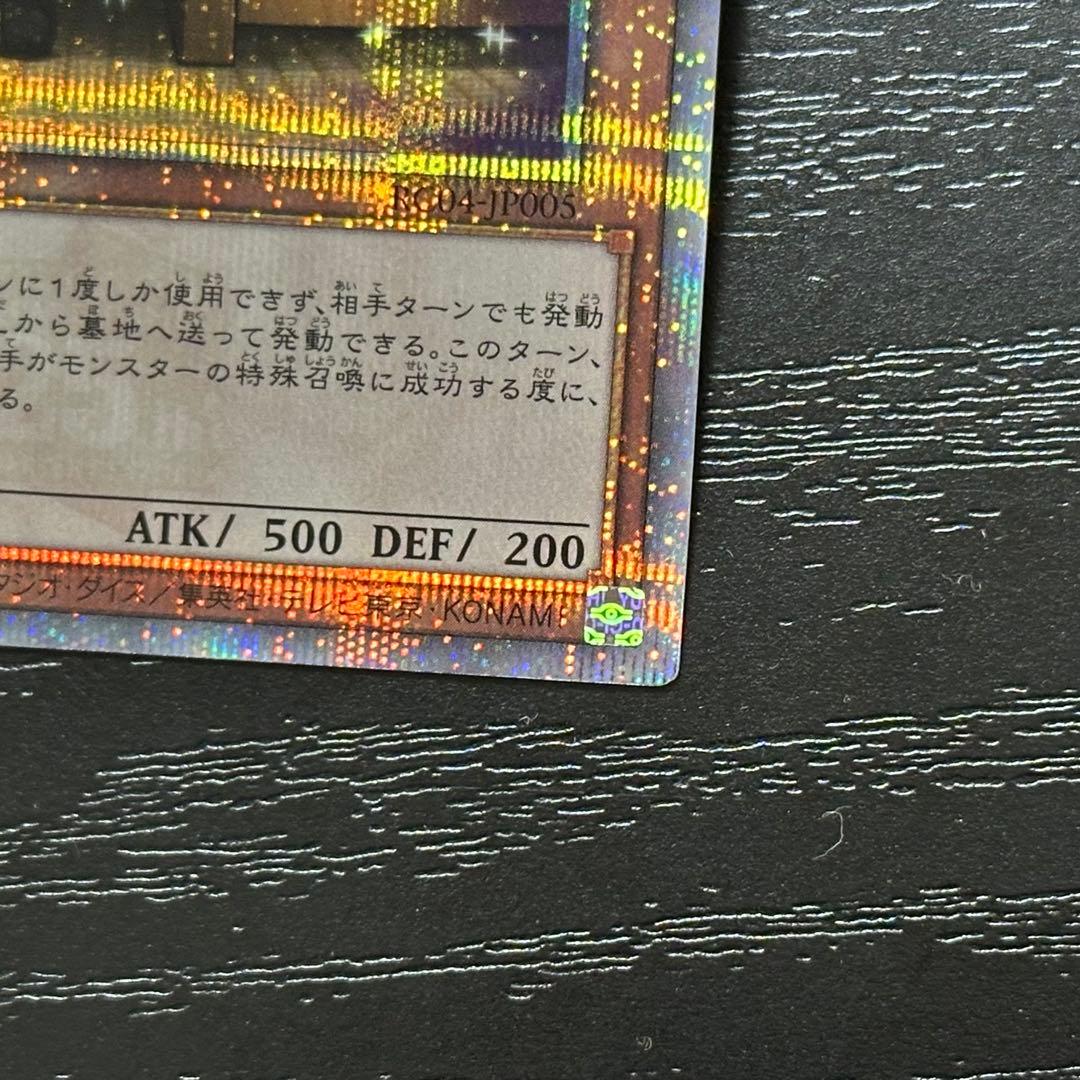 RC04-JP005
ンに1度しか使用できず、相手ターンでも発動
から墓地へ送って発動できる。このターン、
手がモンスターの特殊召喚に成功する度に、
る。
ATK/ 500 DEF/ 200
タジオ・ダイス/集英社・テレビ東京・KONAMI